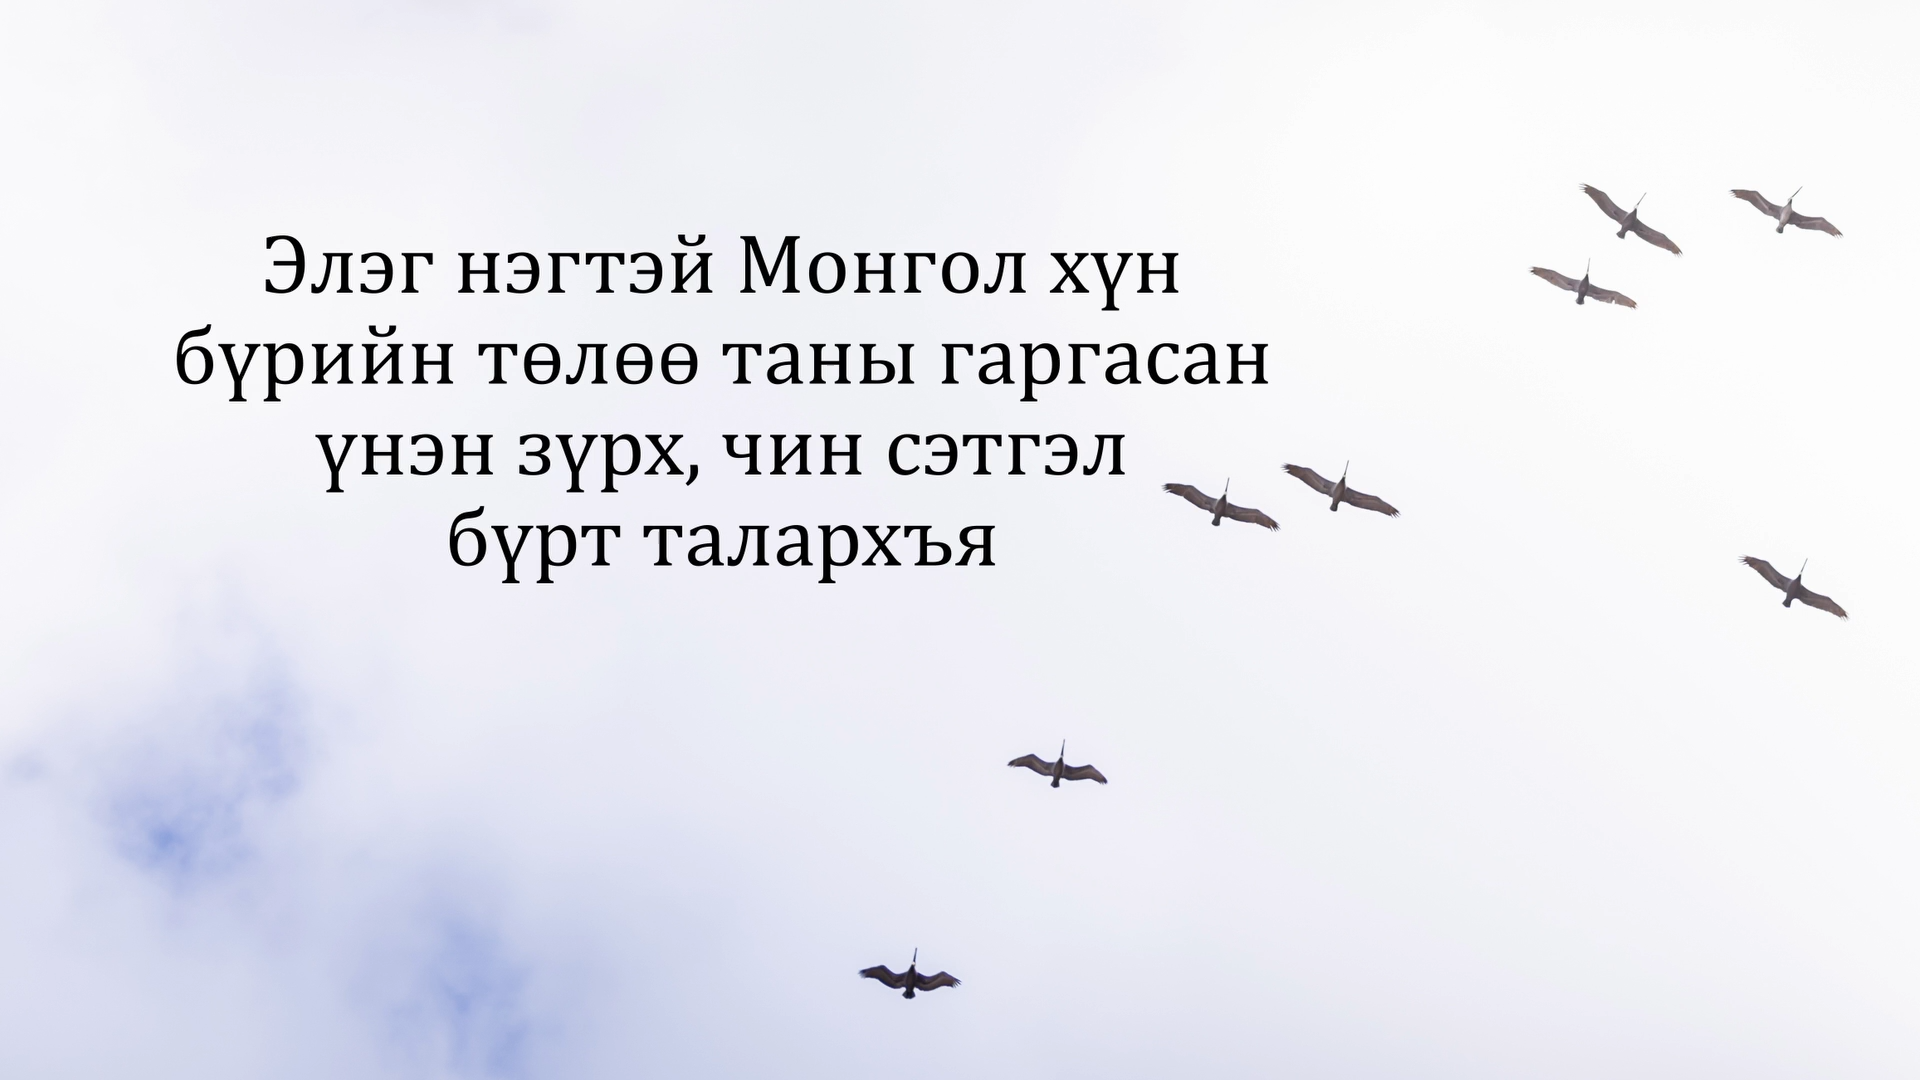 Элэг нэгтэй Монгол хүн
бүрийн төлөө таны гаргасан
үнэн зүрх, чин сэтгэл
бүрт талархъя